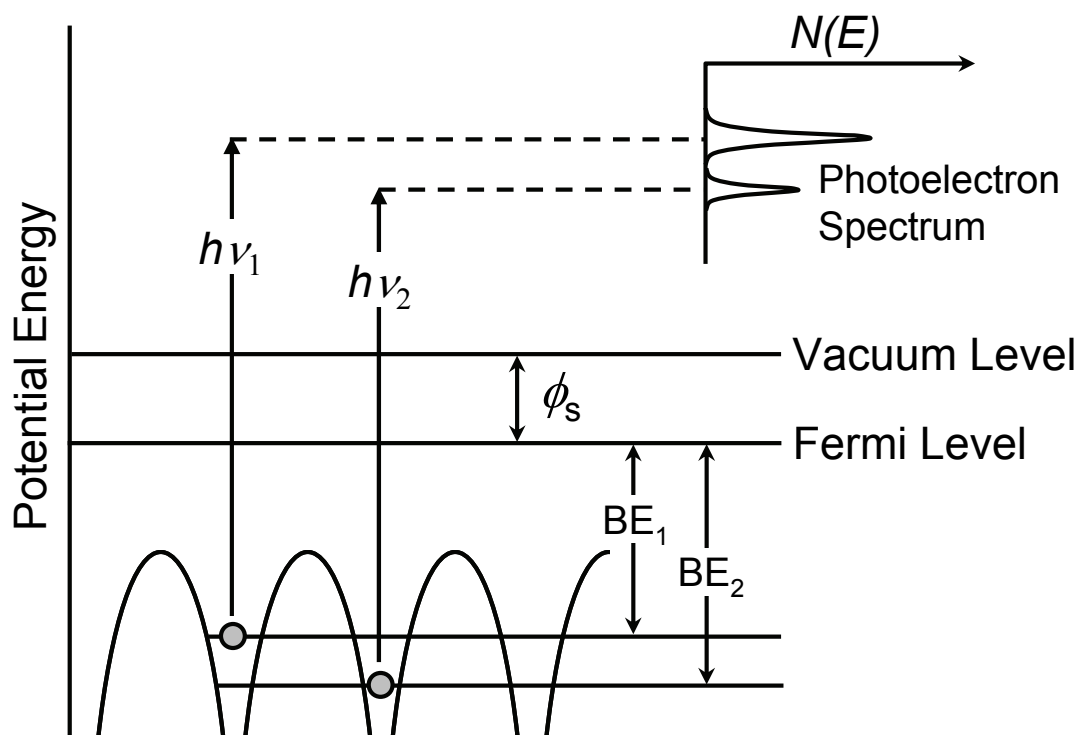 N(E)
Photoelectron
Spectrum
hν₁
hν₂
Potential Energy
Vacuum Level
ϕₛ
Fermi Level
BE₁
BE₂